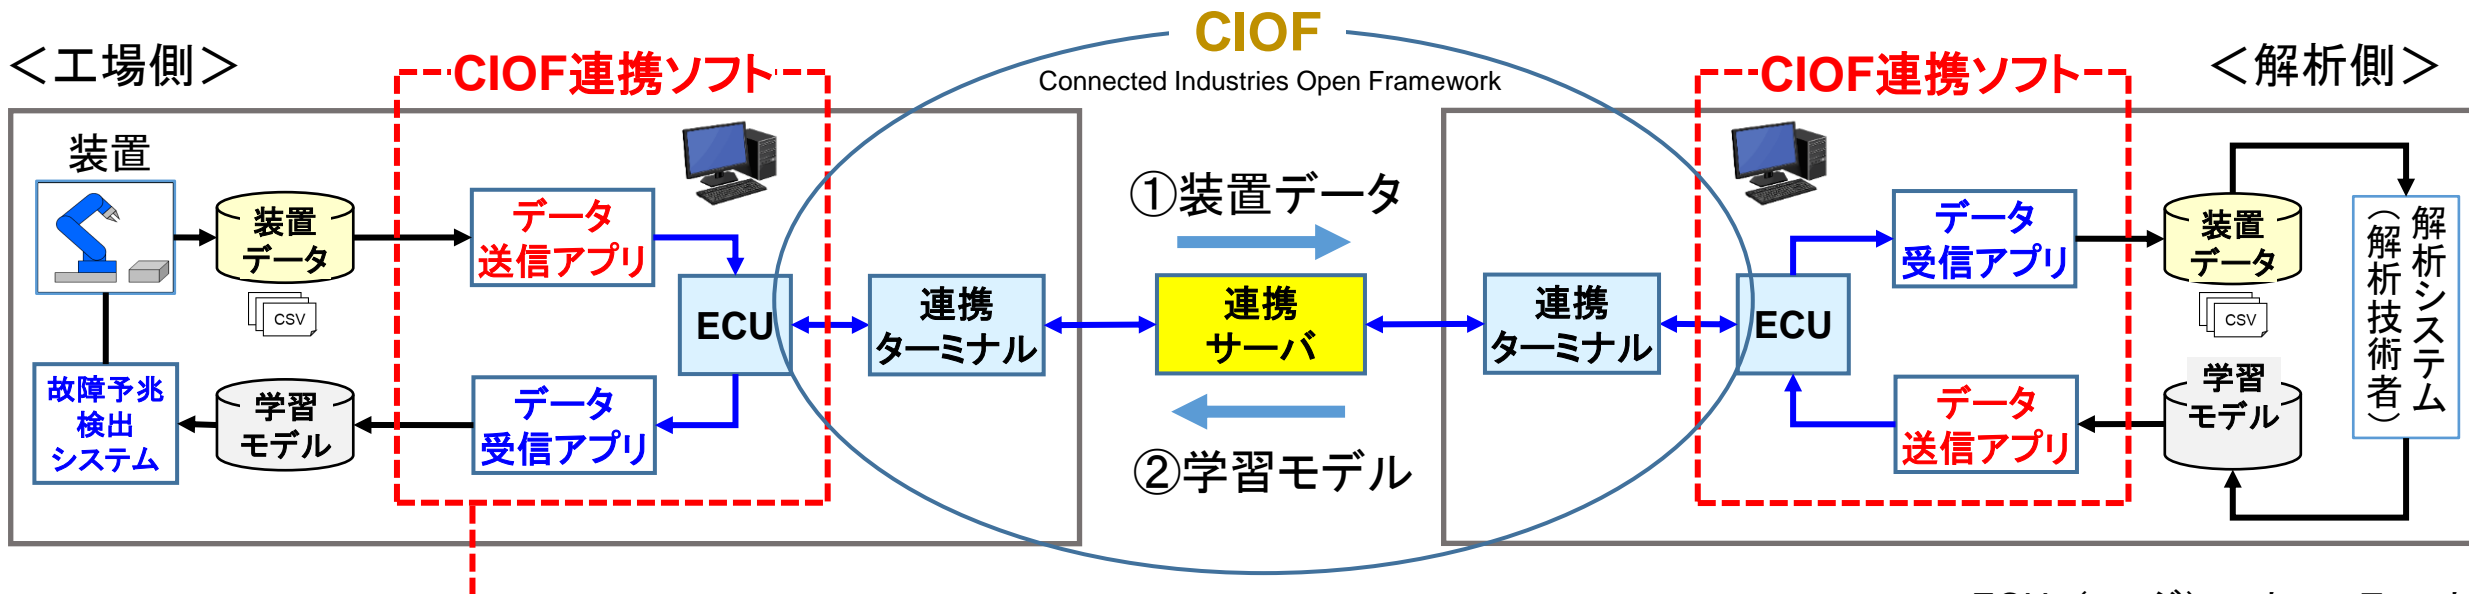 CIOF
Connected Industries Open Framework
＜工場側＞
CIOF連携ソフト
CIOF連携ソフト
＜解析側＞
装置
装置
データ
CSV
データ
送信アプリ
ECU
連携
ターミナル
①装置データ
連携
サーバ
②学習モデル
連携
ターミナル
ECU
データ
受信アプリ
装置
データ
CSV
解析システム
（解析技術者）
故障予兆
検出
システム
学習
モデル
データ
受信アプリ
データ
送信アプリ
学習
モデル